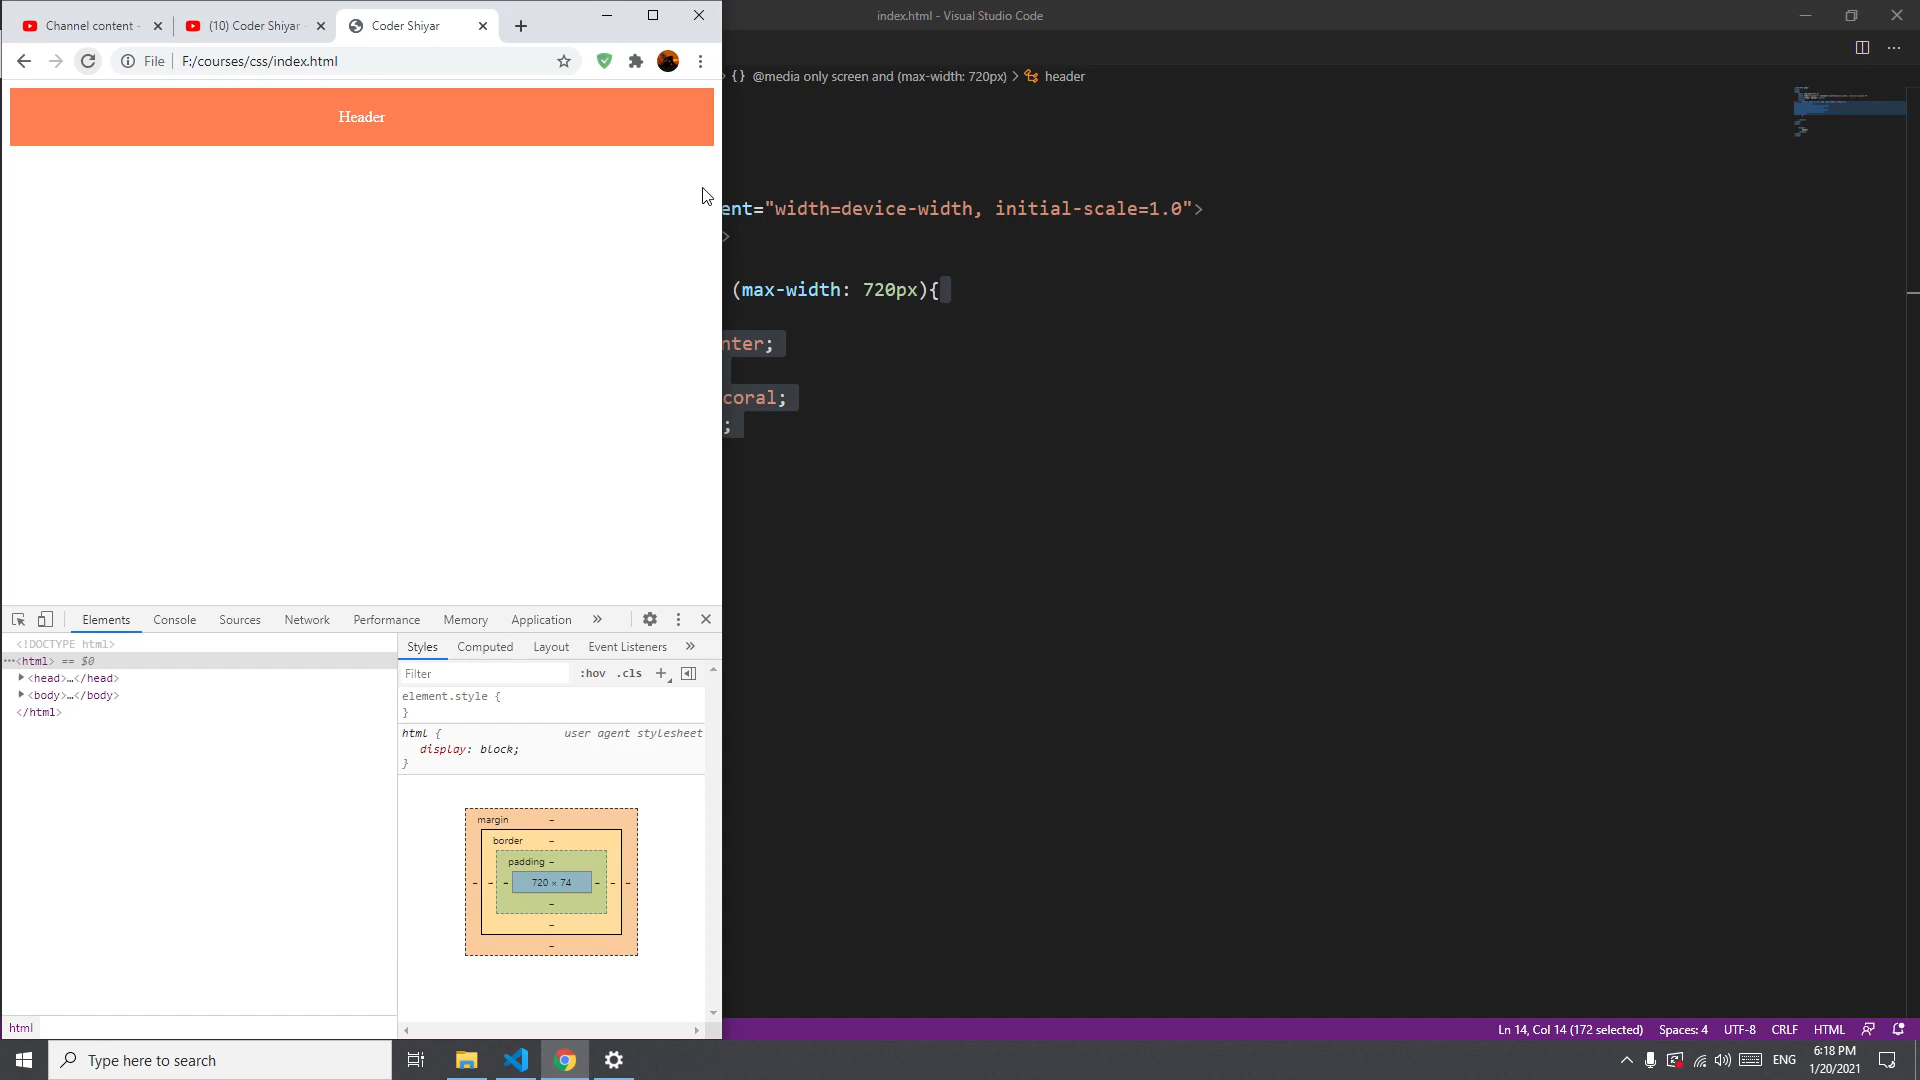 Channel content -
(10) Coder Shiyar -
Coder Shiyar
index.html - Visual Studio Code
File
F:/courses/css/index.html
{} @media only screen and (max-width: 720px) > header
Header
ent="width=device-width, initial-scale=1.0">
>
(max-width: 720px){
nter;
coral;
;
Elements Console Sources Network Performance Memory Application »
<!DOCTYPE html>
···<html> == $0
<head>…</head>
<body>…</body>
</html>
Styles Computed Layout Event Listeners »
Filter :hov .cls +
element.style {
}
html { user agent stylesheet
display: block;
}
margin –
border –
padding –
– – – 720 × 74 – – –
–
–
–
html
Ln 14, Col 14 (172 selected) Spaces: 4 UTF-8 CRLF HTML
Type here to search
ENG
6:18 PM
1/20/2021